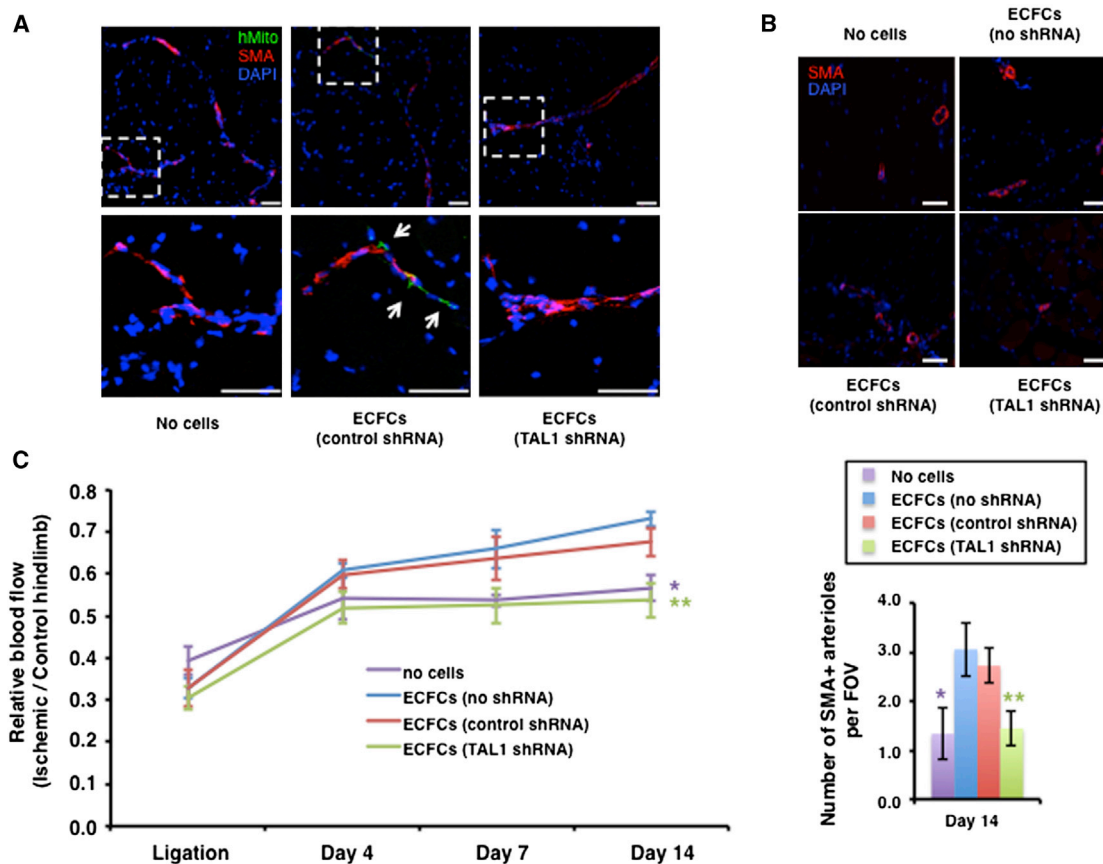 A
hMito
SMA
DAPI
No cells
ECFCs
(control shRNA)
ECFCs
(TAL1 shRNA)
B
No cells
ECFCs
(no shRNA)
SMA
DAPI
ECFCs
(control shRNA)
ECFCs
(TAL1 shRNA)
No cells
ECFCs (no shRNA)
ECFCs (control shRNA)
ECFCs (TAL1 shRNA)
Number of SMA+ arterioles
per FOV
4.0
3.0
2.0
1.0
0.0
*
**
Day 14
C
Relative blood flow
(Ischemic / Control hindlimb)
0.8
0.7
0.6
0.5
0.4
0.3
0.2
0.1
0.0
*
**
no cells
ECFCs (no shRNA)
ECFCs (control shRNA)
ECFCs (TAL1 shRNA)
Ligation
Day 4
Day 7
Day 14